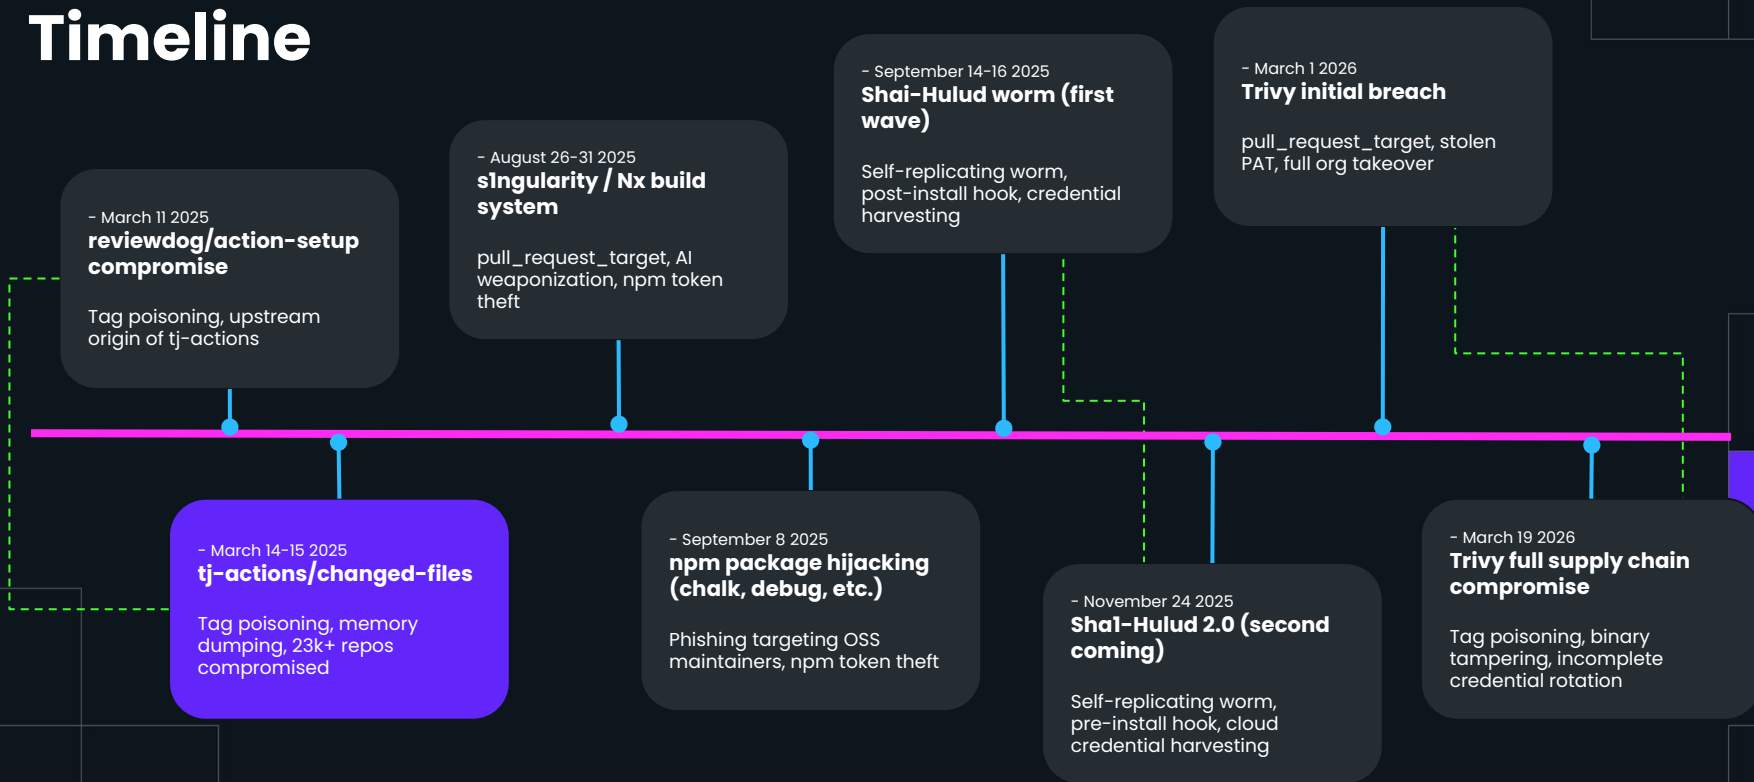 Timeline
- March 11 2025
reviewdog/action-setup
compromise
Tag poisoning, upstream
origin of tj-actions
- March 14-15 2025
tj-actions/changed-files
Tag poisoning, memory
dumping, 23k+ repos
compromised
- August 26-31 2025
s1ngularity / Nx build
system
pull_request_target, AI
weaponization, npm token
theft
- September 8 2025
npm package hijacking
(chalk, debug, etc.)
Phishing targeting OSS
maintainers, npm token theft
- September 14-16 2025
Shai-Hulud worm (first
wave)
Self-replicating worm,
post-install hook, credential
harvesting
- November 24 2025
Sha1-Hulud 2.0 (second
coming)
Self-replicating worm,
pre-install hook, cloud
credential harvesting
- March 1 2026
Trivy initial breach
pull_request_target, stolen
PAT, full org takeover
- March 19 2026
Trivy full supply chain
compromise
Tag poisoning, binary
tampering, incomplete
credential rotation